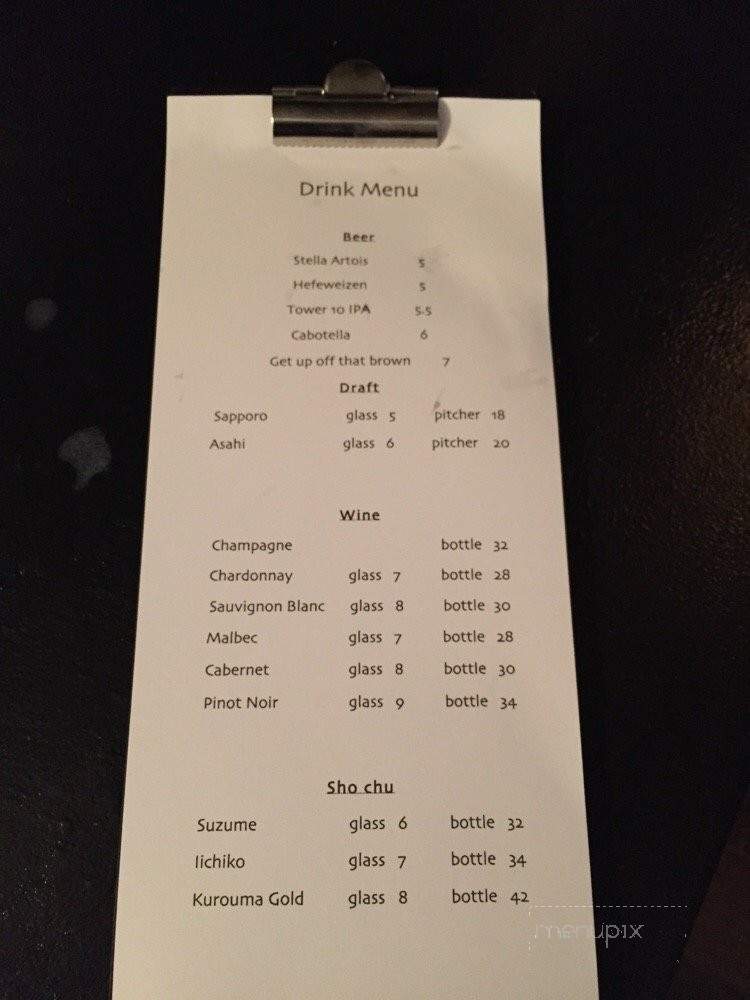 Drink Menu
Beer
Stella Artois 5
Hefeweizen 5
Tower 10 IPA 5.5
Cabotella 6
Get up off that brown 7
Draft
Sapporo glass 5 pitcher 18
Asahi glass 6 pitcher 20
Wine
Champagne bottle 32
Chardonnay glass 7 bottle 28
Sauvignon Blanc glass 8 bottle 30
Malbec glass 7 bottle 28
Cabernet glass 8 bottle 30
Pinot Noir glass 9 bottle 34
Sho chu
Suzume glass 6 bottle 32
Iichiko glass 7 bottle 34
Kurouma Gold glass 8 bottle 42
menupix